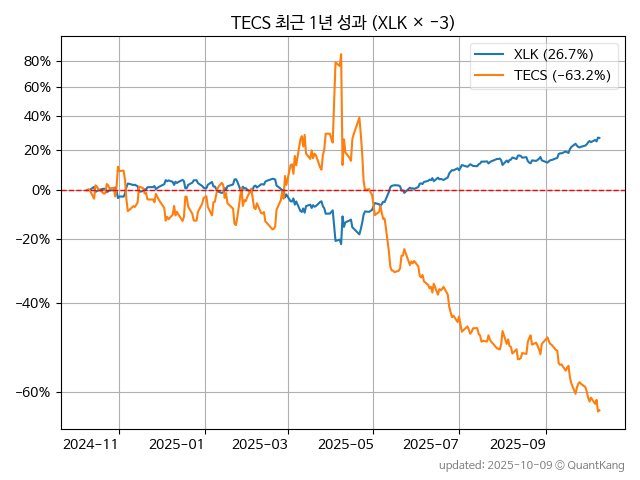 TECS 최근 1년 성과 (XLK × −3)
XLK (26.7%)
TECS (−63.2%)
80%
60%
40%
20%
0%
−20%
−40%
−60%
2024-11 2025-01 2025-03 2025-05 2025-07 2025-09
updated: 2025-10-09 © QuantKang